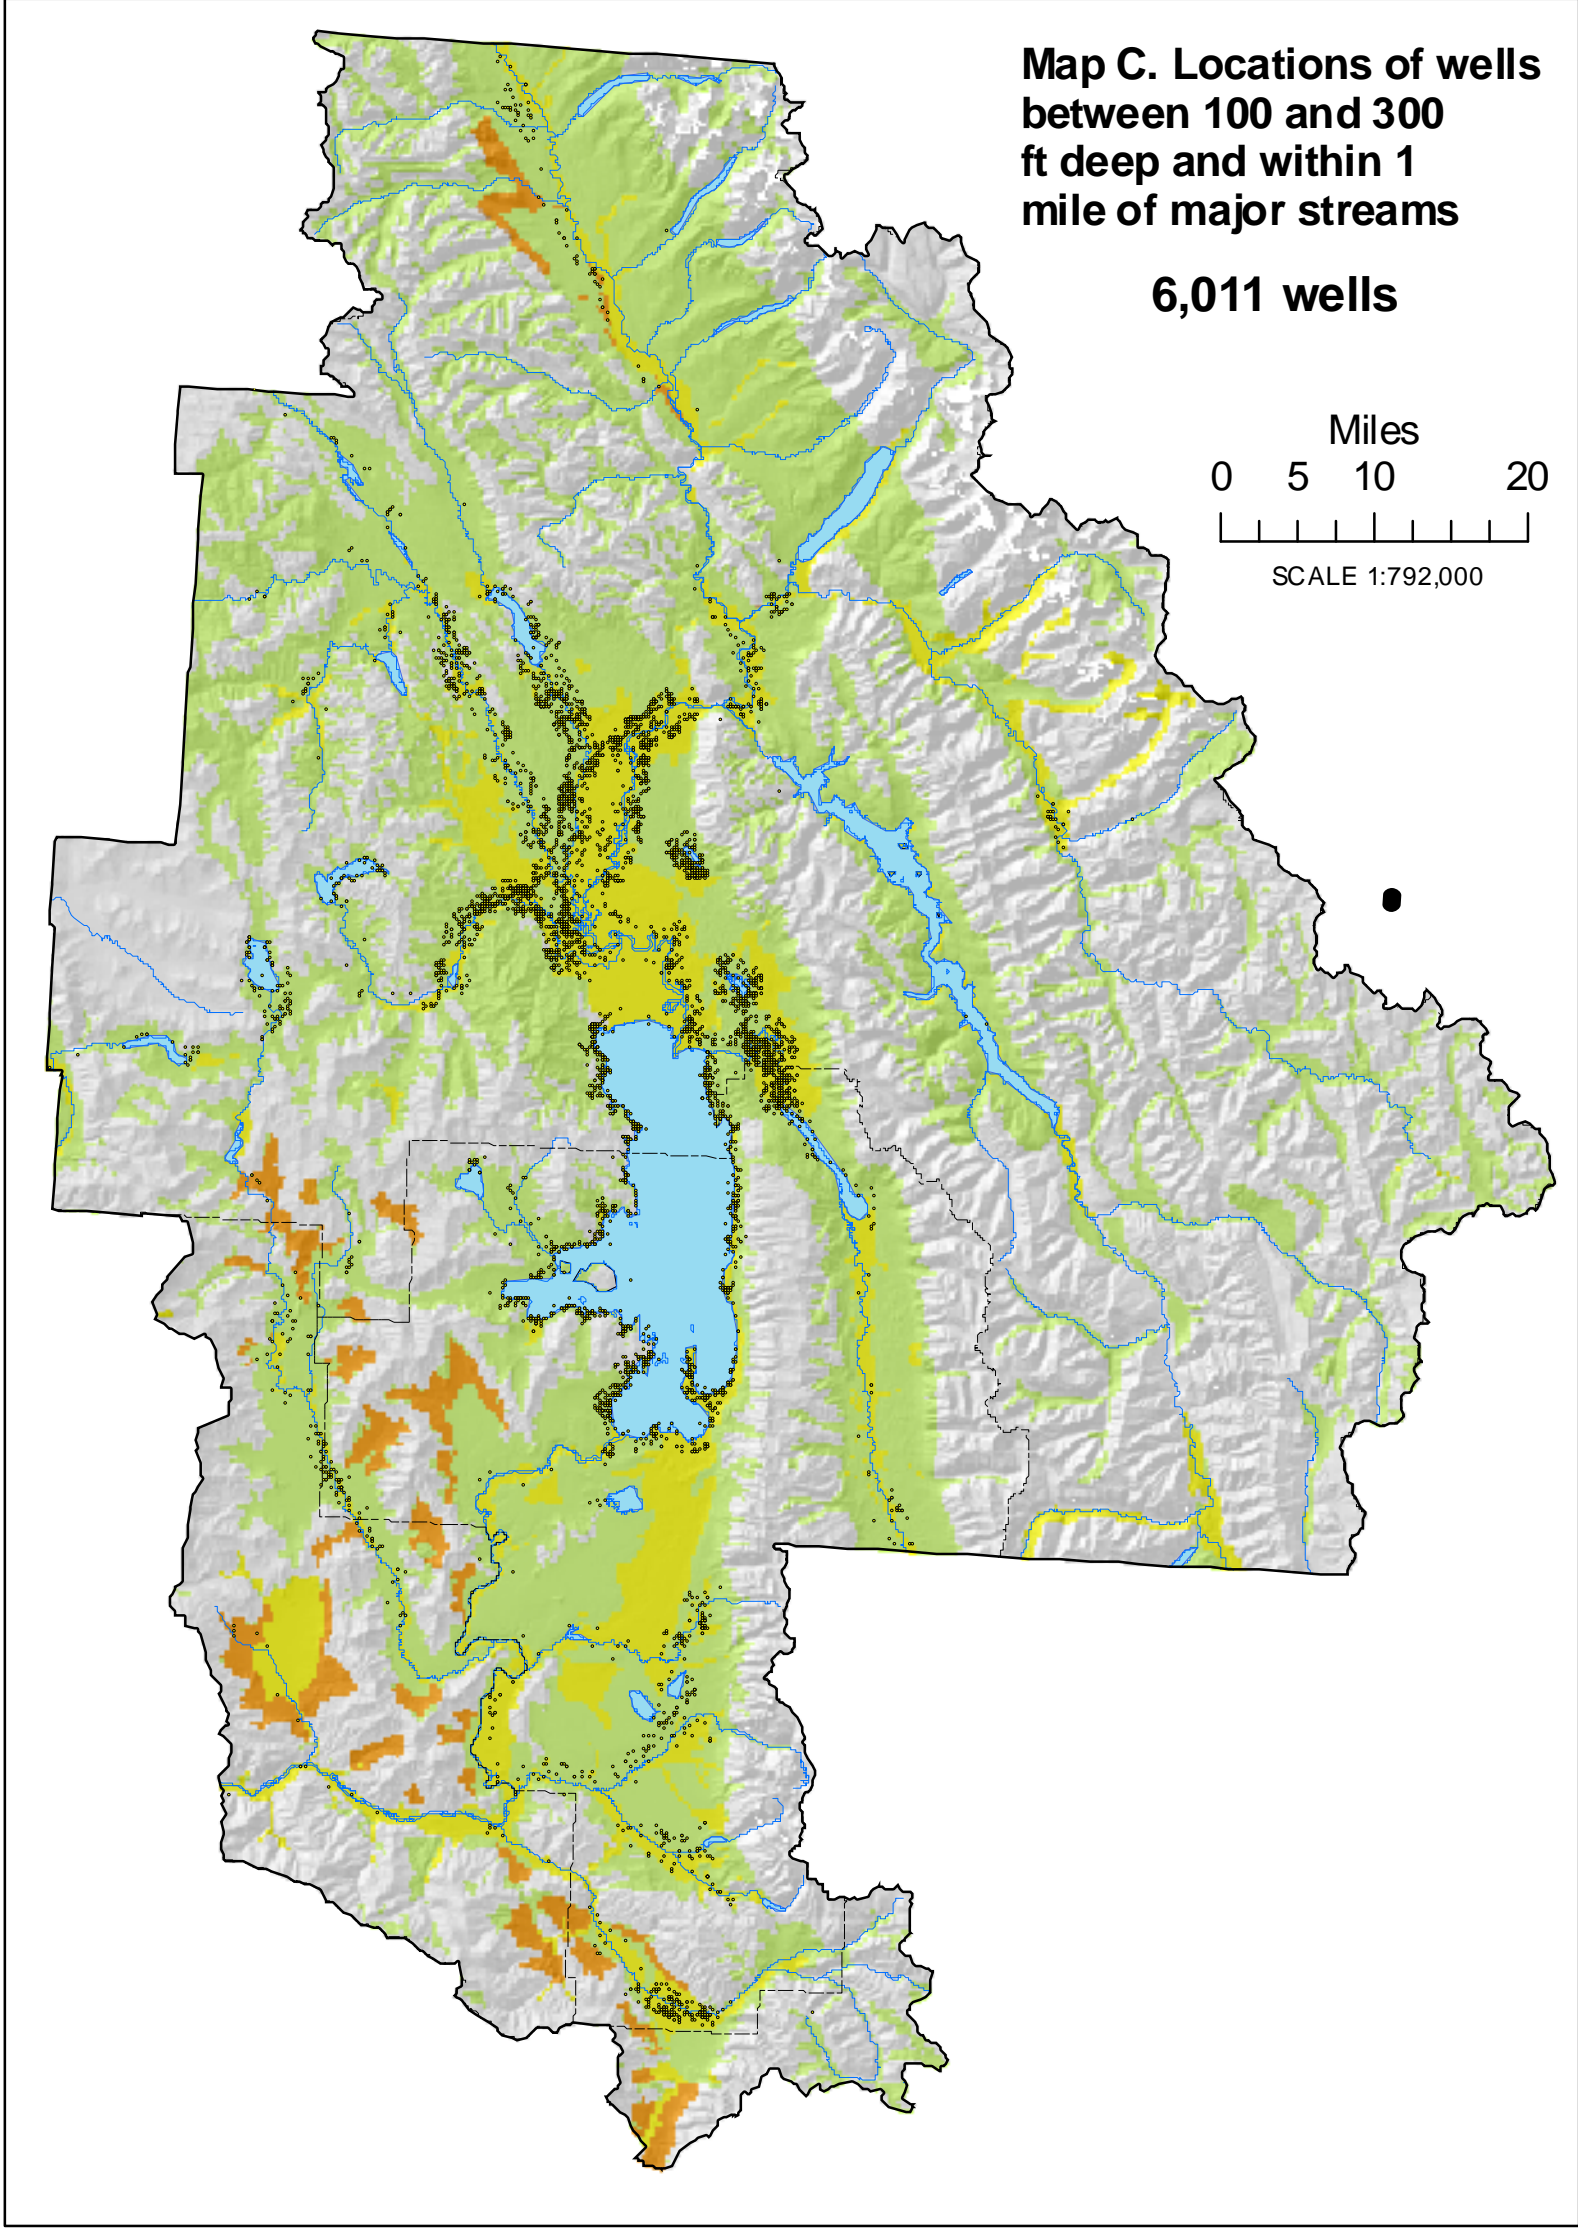 Map C. Locations of wells
between 100 and 300
ft deep and within 1
mile of major streams
6,011 wells
Miles
0 5 10 20
SCALE 1:792,000